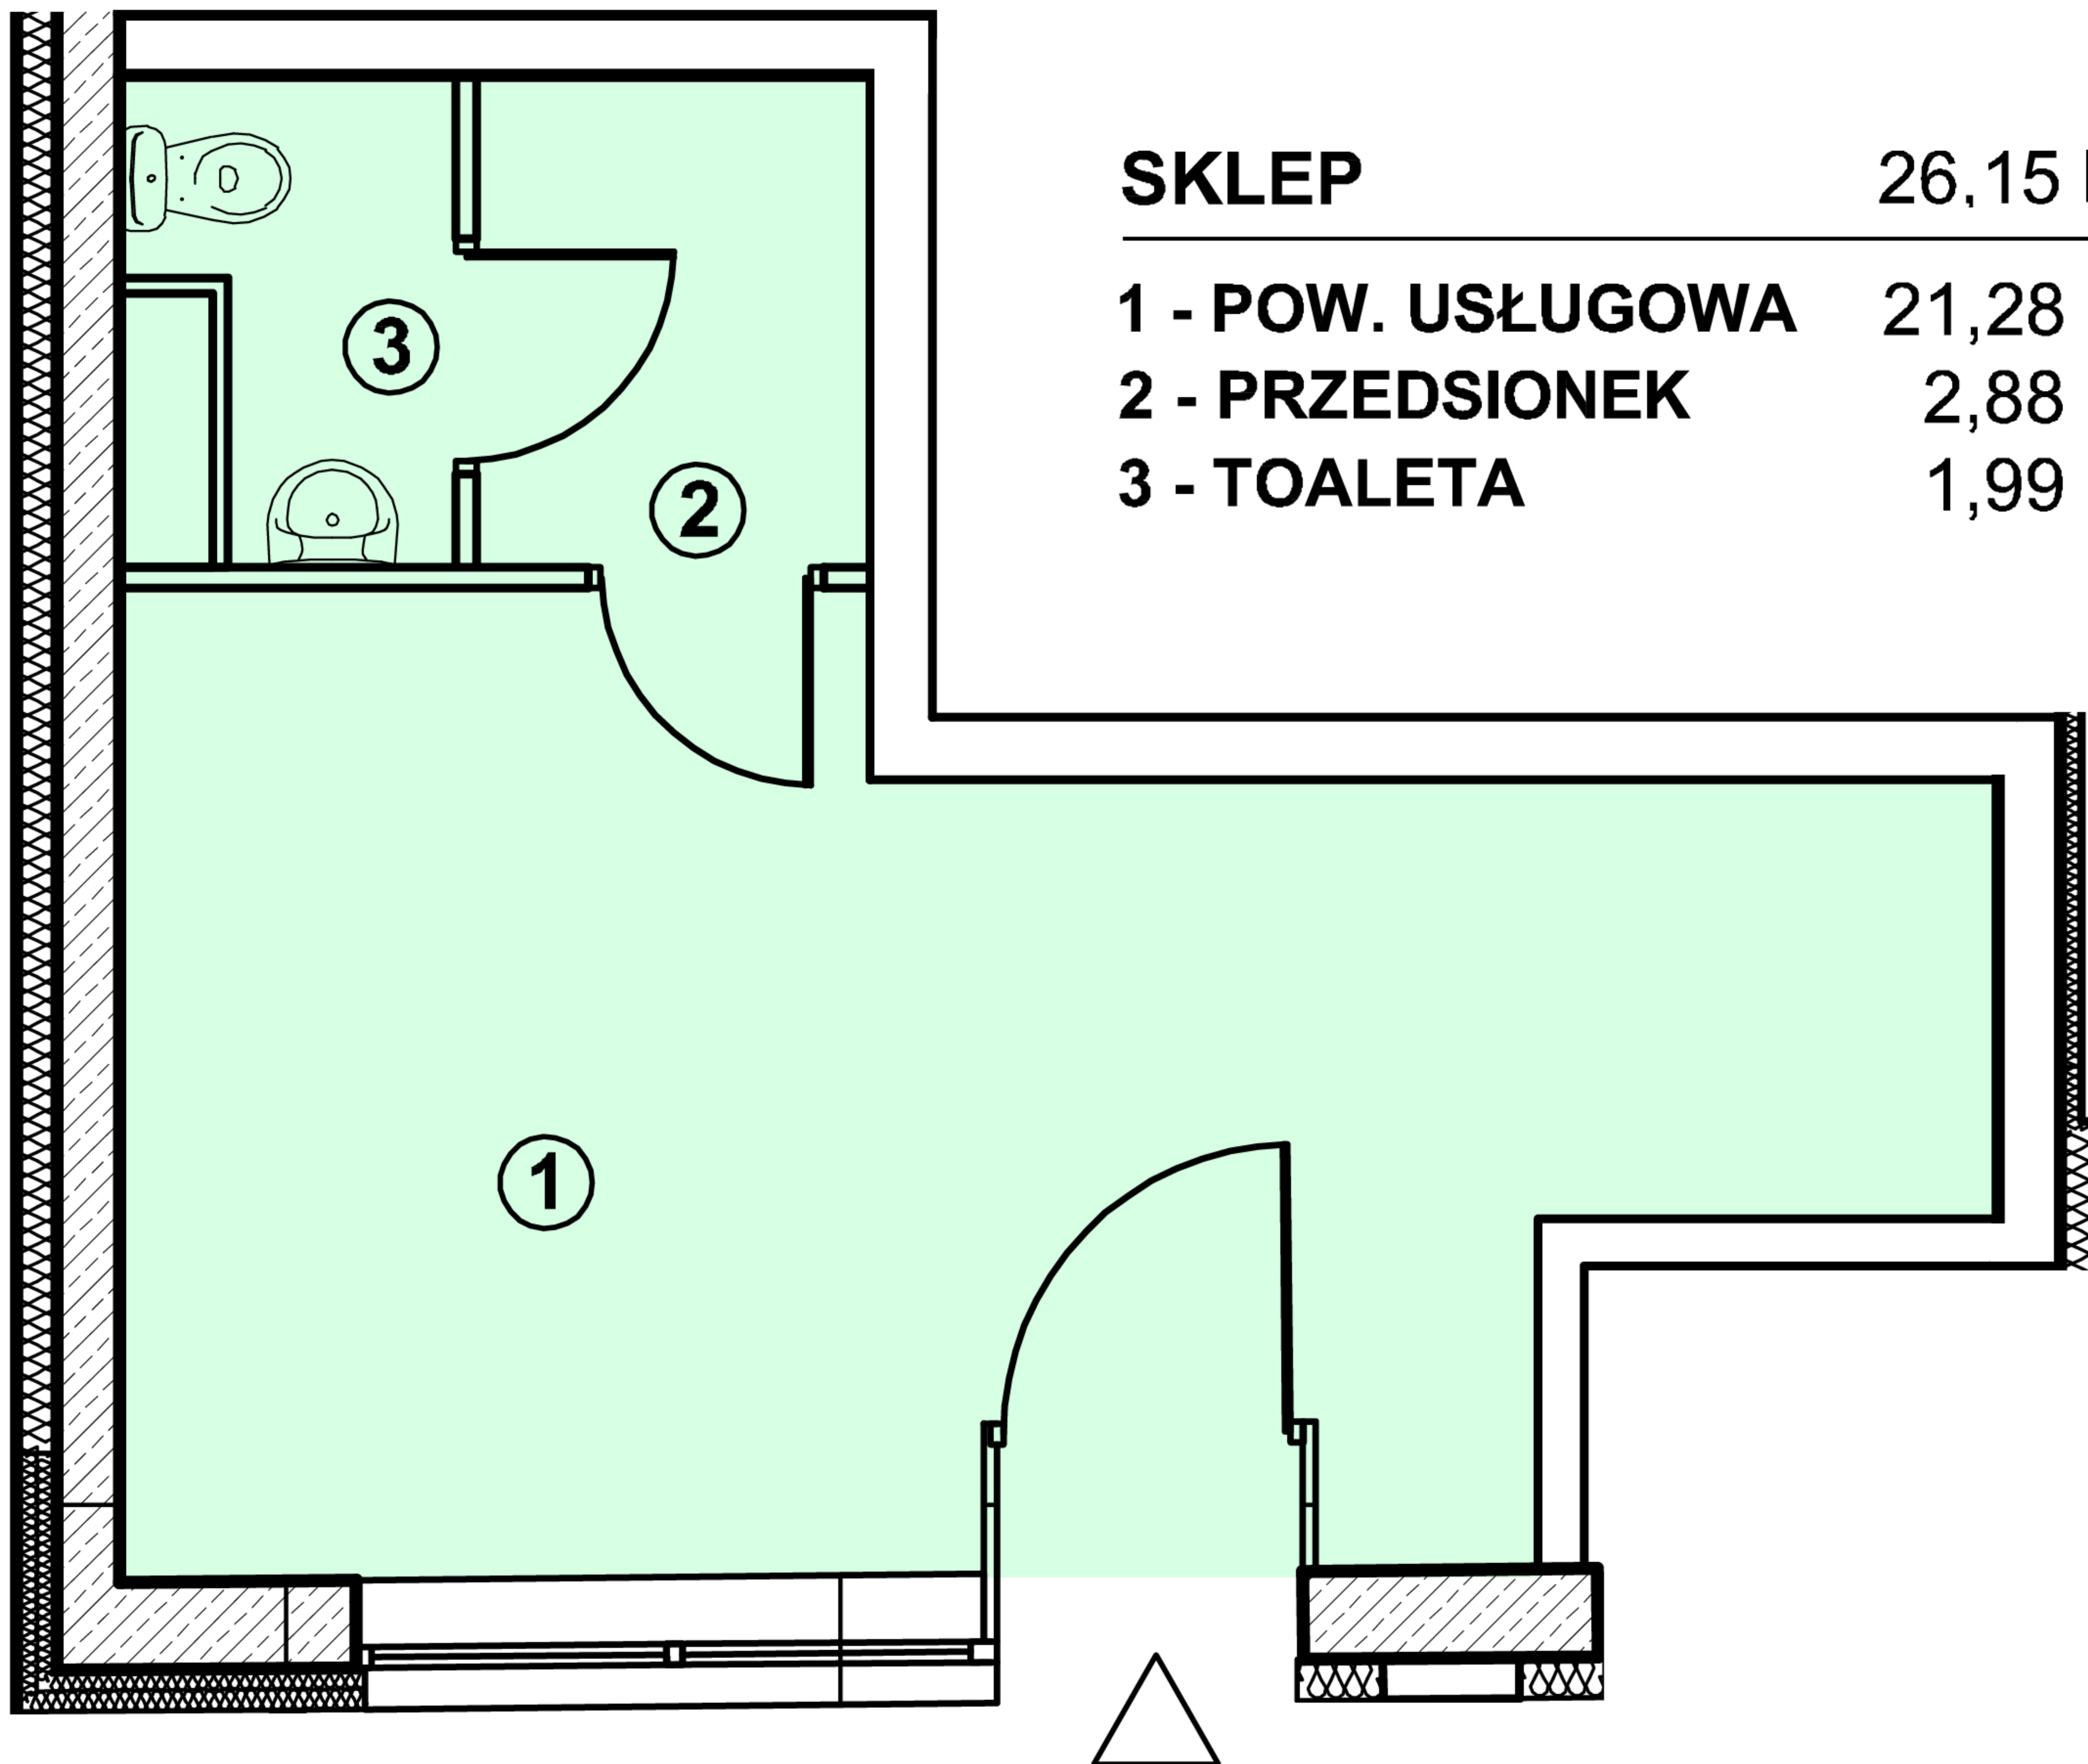 SKLEP 26,15
1 - POW. USŁUGOWA 21,28
2 - PRZEDSIONEK 2,88
3 - TOALETA 1,99
3
2
1